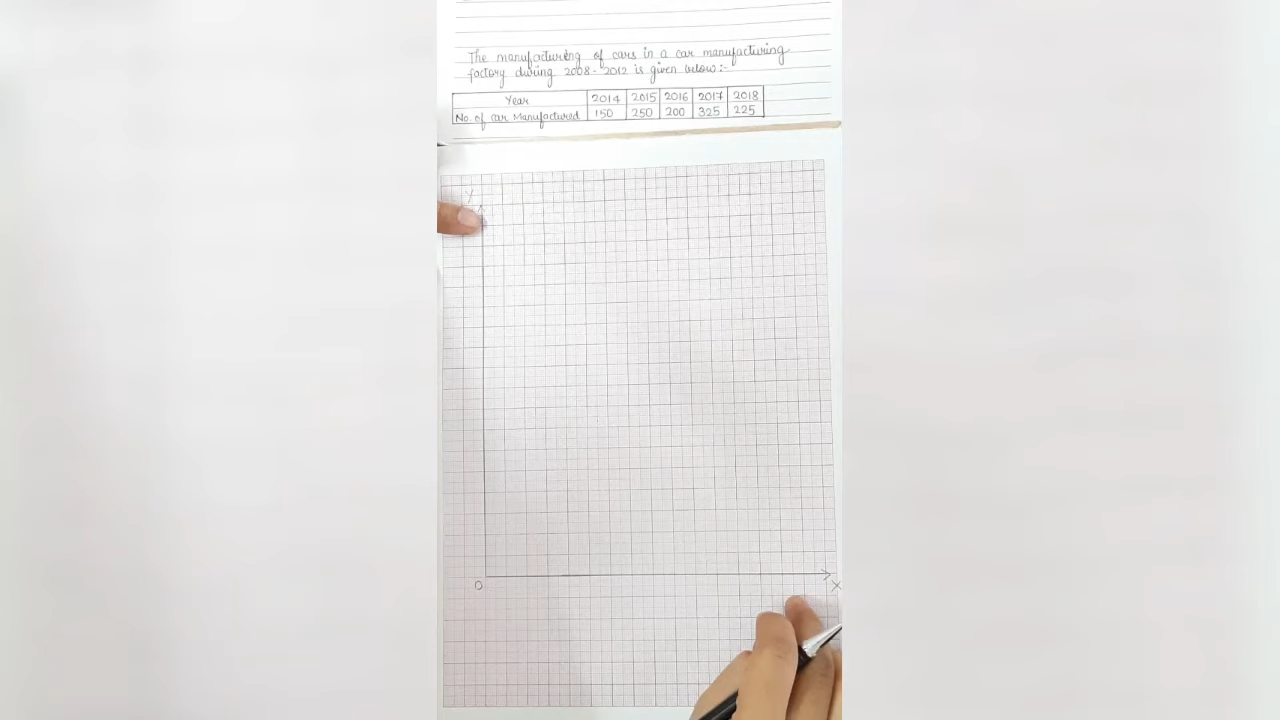 The manufacturing of cars in a car manufacturing
factory during 2008-2012 is given below:-
Year 2014 2015 2016 2017 2018
No. of car Manufactured 150 250 200 325 225
Y
O
X